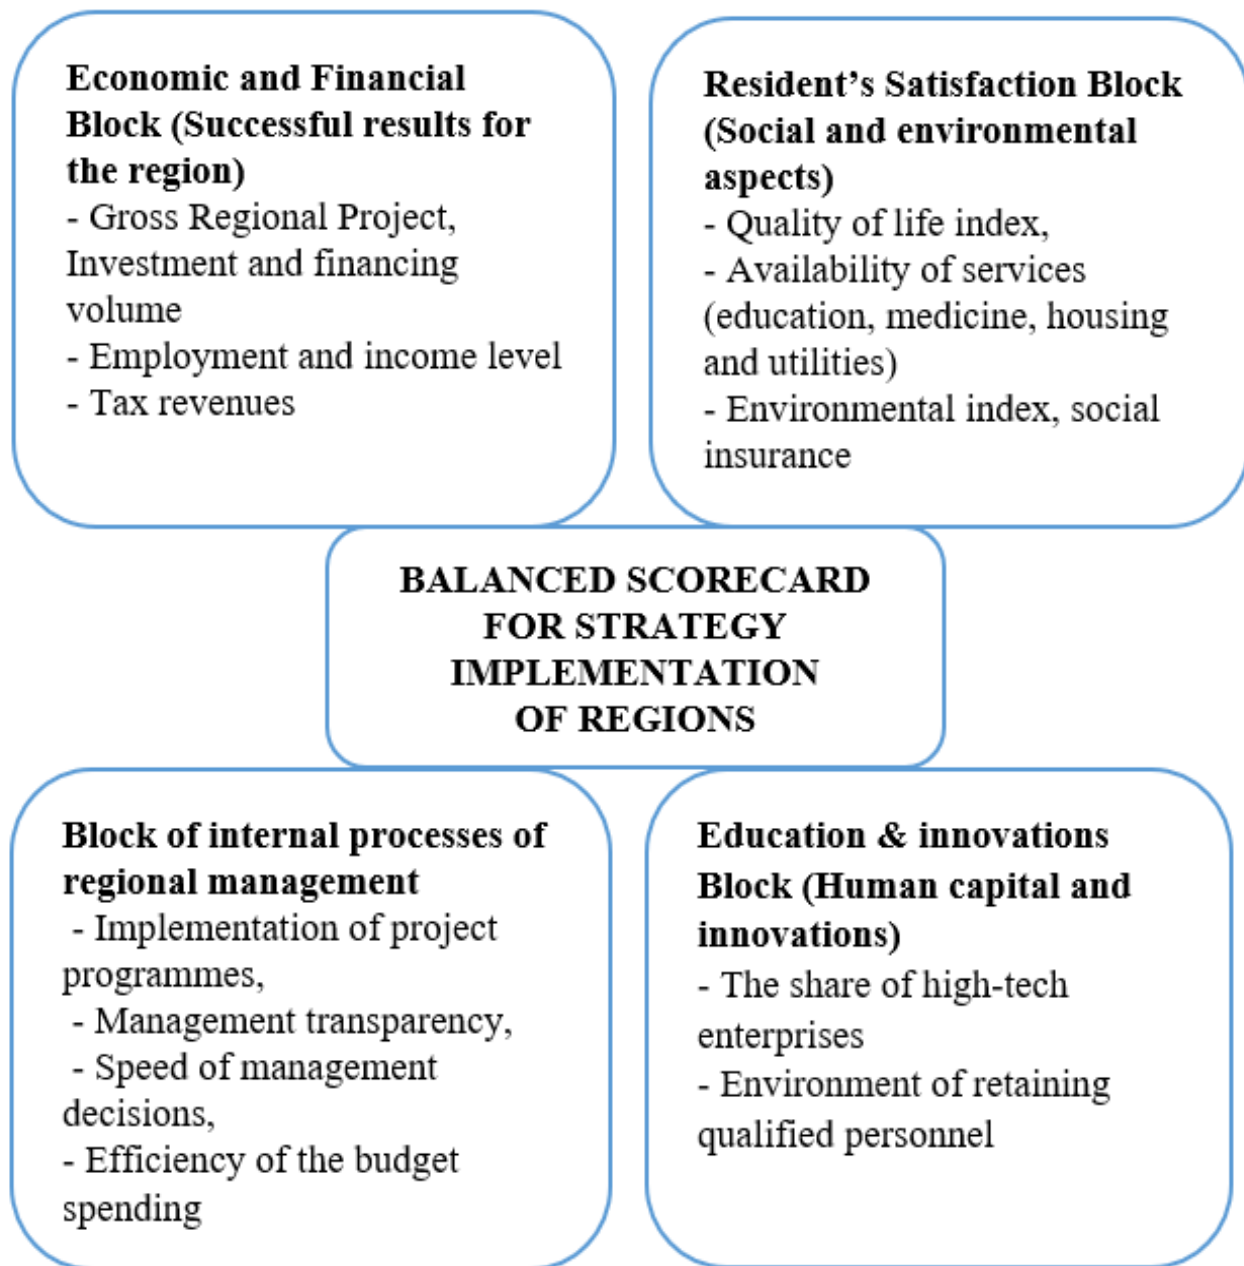 Economic and Financial
Block (Successful results for
the region)
- Gross Regional Project,
Investment and financing
volume
- Employment and income level
- Tax revenues
Resident’s Satisfaction Block
(Social and environmental
aspects)
- Quality of life index,
- Availability of services
(education, medicine, housing
and utilities)
- Environmental index, social
insurance
BALANCED SCORECARD
FOR STRATEGY
IMPLEMENTATION
OF REGIONS
Block of internal processes of
regional management
- Implementation of project
programmes,
- Management transparency,
- Speed of management
decisions,
- Efficiency of the budget
spending
Education & innovations
Block (Human capital and
innovations)
- The share of high-tech
enterprises
- Environment of retaining
qualified personnel